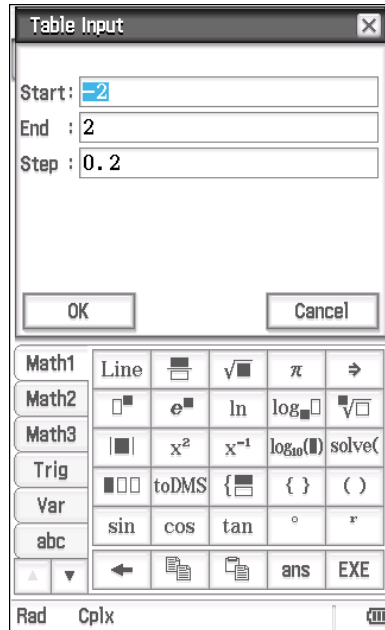 Table Input
Start: -2
End : 2
Step : 0.2
OK Cancel
Math1 Line √■ π ⇒
Math2 □■ e■ ln log■□ ■√□
Math3 |■| x² x⁻¹ log₁₀(■) solve(
Trig ■□□ toDMS { } ( )
Var sin cos tan ° r
abc
ans EXE
Rad Cplx